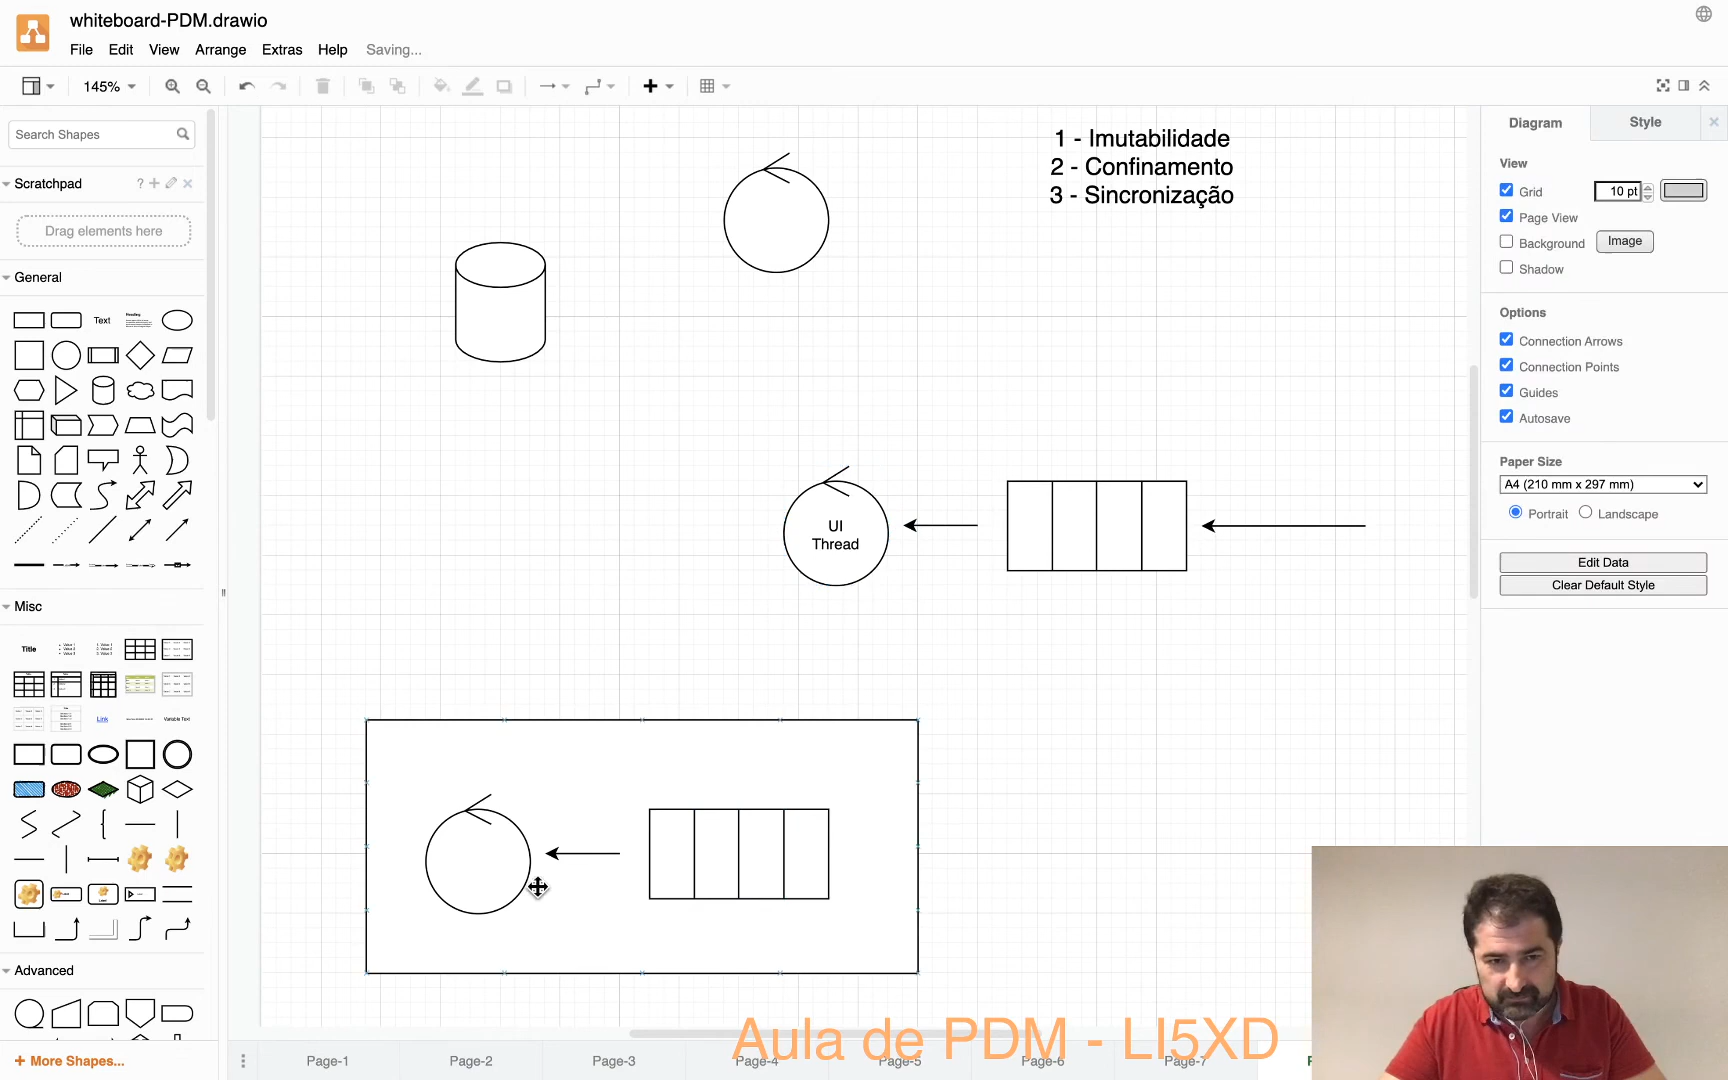 whiteboard-PDM.drawio
File Edit View Arrange Extras Help Saving...
145%
Search Shapes
Scratchpad
?
Drag elements here
General
Text
Heading
Misc
Title
Link
Variable Text
Advanced
+ More Shapes...
1 - Imutabilidade
2 - Confinamento
3 - Sincronização
UI
Thread
Diagram Style
View
Grid 10 pt
Page View
Background Image
Shadow
Options
Connection Arrows
Connection Points
Guides
Autosave
Paper Size
A4 (210 mm x 297 mm)
Portrait Landscape
Edit Data
Clear Default Style
Aula de PDM - LI5XD
Page-1 Page-2 Page-3 Page-4 Page-5 Page-6 Page-7